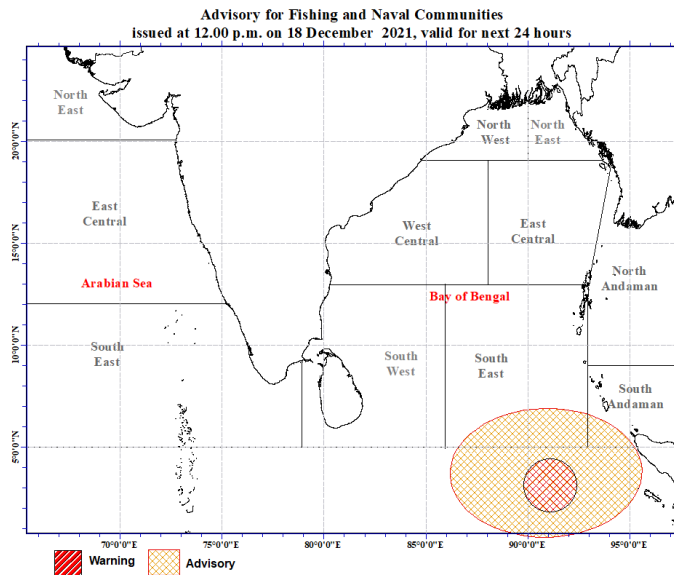 Advisory for Fishing and Naval Communities
issued at 12.00 p.m. on 18 December 2021, valid for next 24 hours
North
East
North
West
North
East
20°0'0"N
East
Central
West
Central
East
Central
15°0'0"N
Arabian Sea
Bay of Bengal
North
Andaman
South
East
10°0'0"N
South
West
South
East
South
Andaman
5°0'0"N
70°0'0"E
75°0'0"E
80°0'0"E
85°0'0"E
90°0'0"E
95°0'0"E
Warning
Advisory